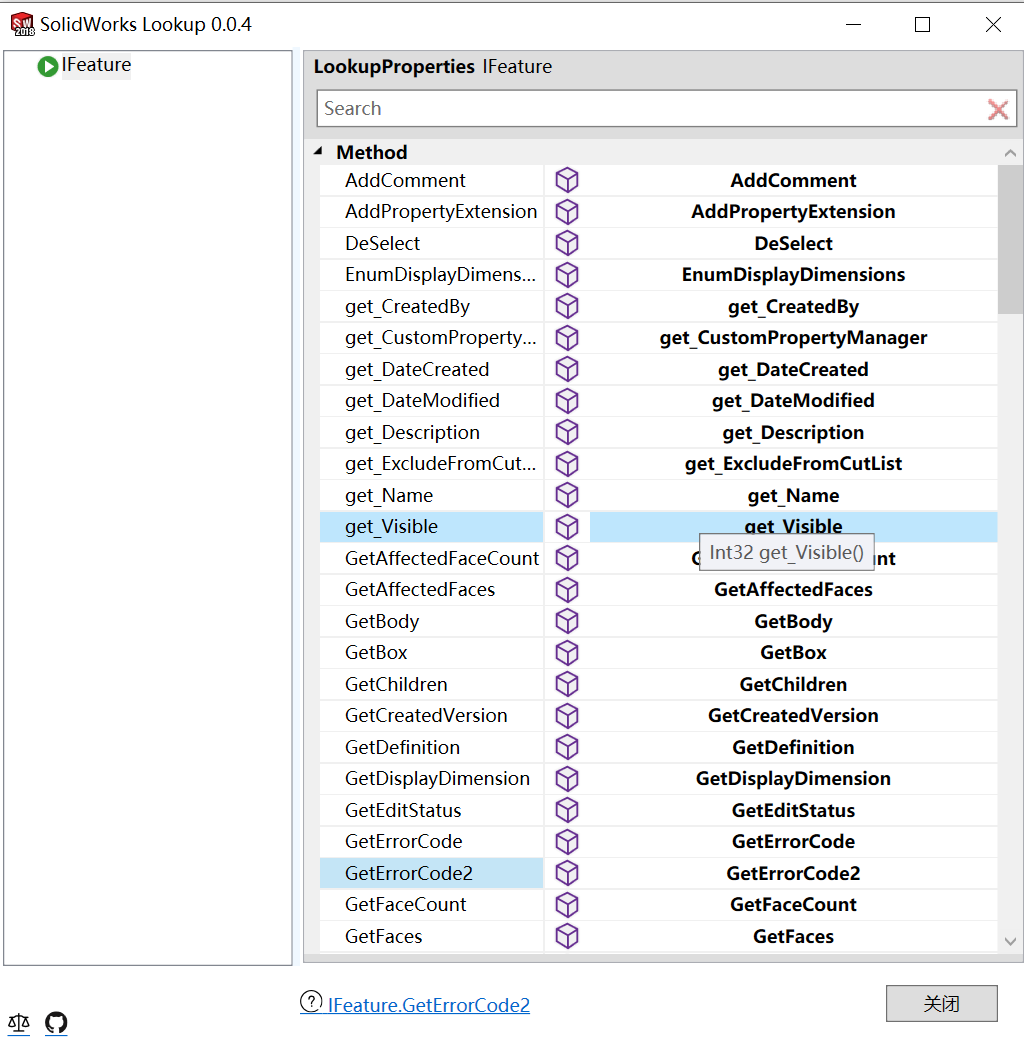 SolidWorks Lookup 0.0.4
IFeature
LookupProperties IFeature
Search
Method
AddComment AddComment
AddPropertyExtension AddPropertyExtension
DeSelect DeSelect
EnumDisplayDimens... EnumDisplayDimensions
get_CreatedBy get_CreatedBy
get_CustomProperty... get_CustomPropertyManager
get_DateCreated get_DateCreated
get_DateModified get_DateModified
get_Description get_Description
get_ExcludeFromCut... get_ExcludeFromCutList
get_Name get_Name
get_Visible get_Visible
Int32 get_Visible()
GetAffectedFaceCount
GetAffectedFaces GetAffectedFaces
GetBody GetBody
GetBox GetBox
GetChildren GetChildren
GetCreatedVersion GetCreatedVersion
GetDefinition GetDefinition
GetDisplayDimension GetDisplayDimension
GetEditStatus GetEditStatus
GetErrorCode GetErrorCode
GetErrorCode2 GetErrorCode2
GetFaceCount GetFaceCount
GetFaces GetFaces
IFeature.GetErrorCode2
关闭